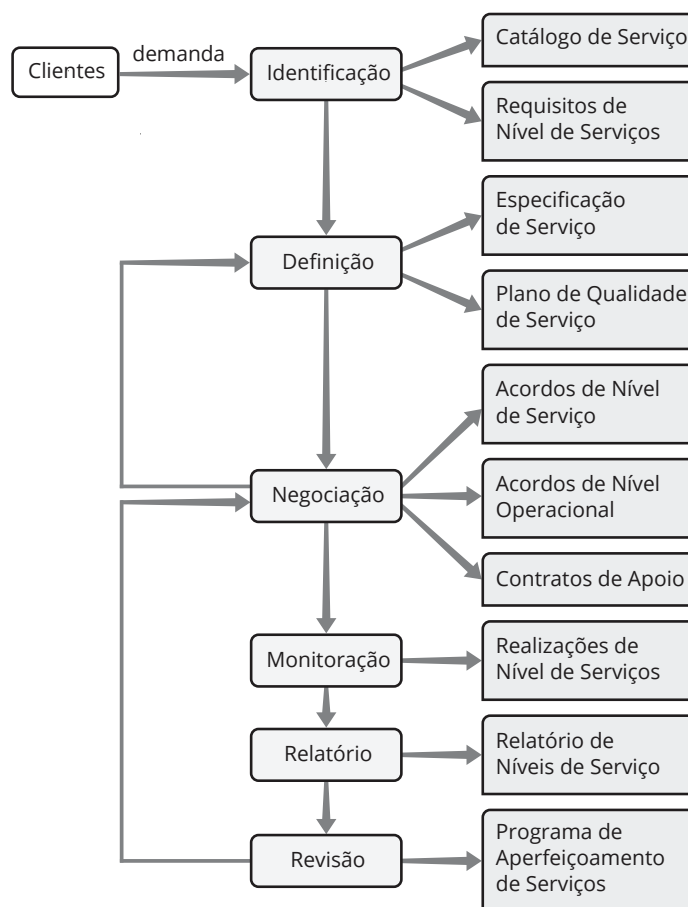 demanda
Clientes
Identificação
Catálogo de Serviço
Requisitos de
Nível de Serviços
Definição
Especificação
de Serviço
Plano de Qualidade
de Serviço
Negociação
Acordos de Nível
de Serviço
Acordos de Nível
Operacional
Contratos de Apoio
Monitoração
Realizações de
Nível de Serviços
Relatório
Relatório de
Níveis de Serviço
Revisão
Programa de
Aperfeiçoamento
de Serviços